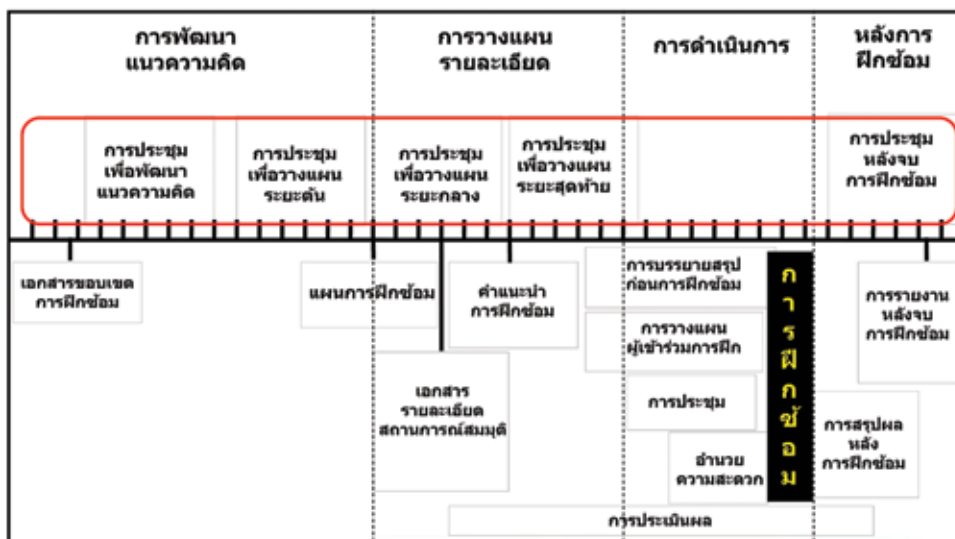 การพัฒนา
แนวความคิด
การวางแผน
รายละเอียด
การดำเนินการ
หลังการ
ฝึกซ้อม
การประชุม
เพื่อพัฒนา
แนวความคิด
การประชุม
เพื่อวางแผน
ระยะต้น
การประชุม
เพื่อวางแผน
ระยะกลาง
การประชุม
เพื่อวางแผน
ระยะสุดท้าย
การประชุม
หลังจบ
การฝึกซ้อม
เอกสารขอบเขต
การฝึกซ้อม
แผนการฝึกซ้อม
คำแนะนำ
การฝึกซ้อม
การบรรยายสรุป
ก่อนการฝึกซ้อม
การวางแผน
ผู้เข้าร่วมการฝึก
การประชุม
อำนวย
ความสะดวก
การฝึกซ้อม
การรายงาน
หลังจบ
การฝึกซ้อม
เอกสาร
รายละเอียด
สถานการณ์สมมุติ
การสรุปผล
หลัง
การฝึกซ้อม
การประเมินผล